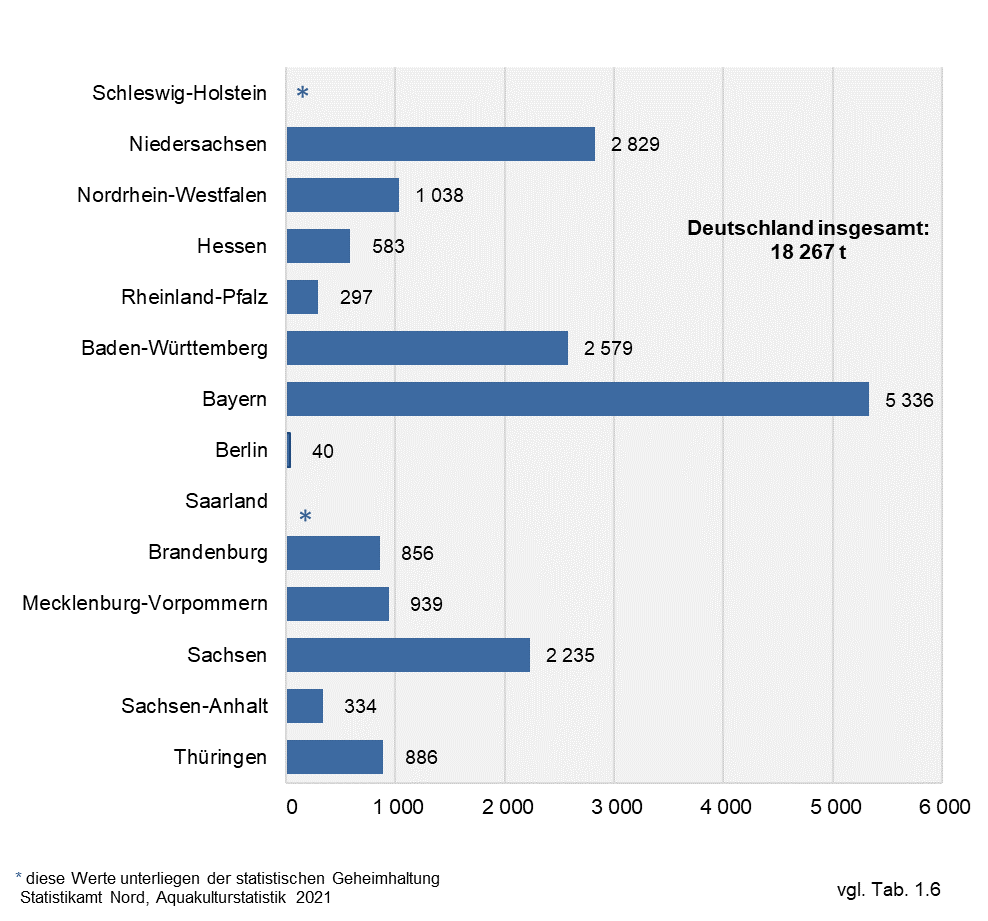 Schleswig-Holstein *
Niedersachsen 2 829
Nordrhein-Westfalen 1 038
Deutschland insgesamt:
18 267 t
Hessen 583
Rheinland-Pfalz 297
Baden-Württemberg 2 579
Bayern 5 336
Berlin 40
Saarland *
Brandenburg 856
Mecklenburg-Vorpommern 939
Sachsen 2 235
Sachsen-Anhalt 334
Thüringen 886
0 1 000 2 000 3 000 4 000 5 000 6 000
* diese Werte unterliegen der statistischen Geheimhaltung
Statistikamt Nord, Aquakulturstatistik 2021
vgl. Tab. 1.6